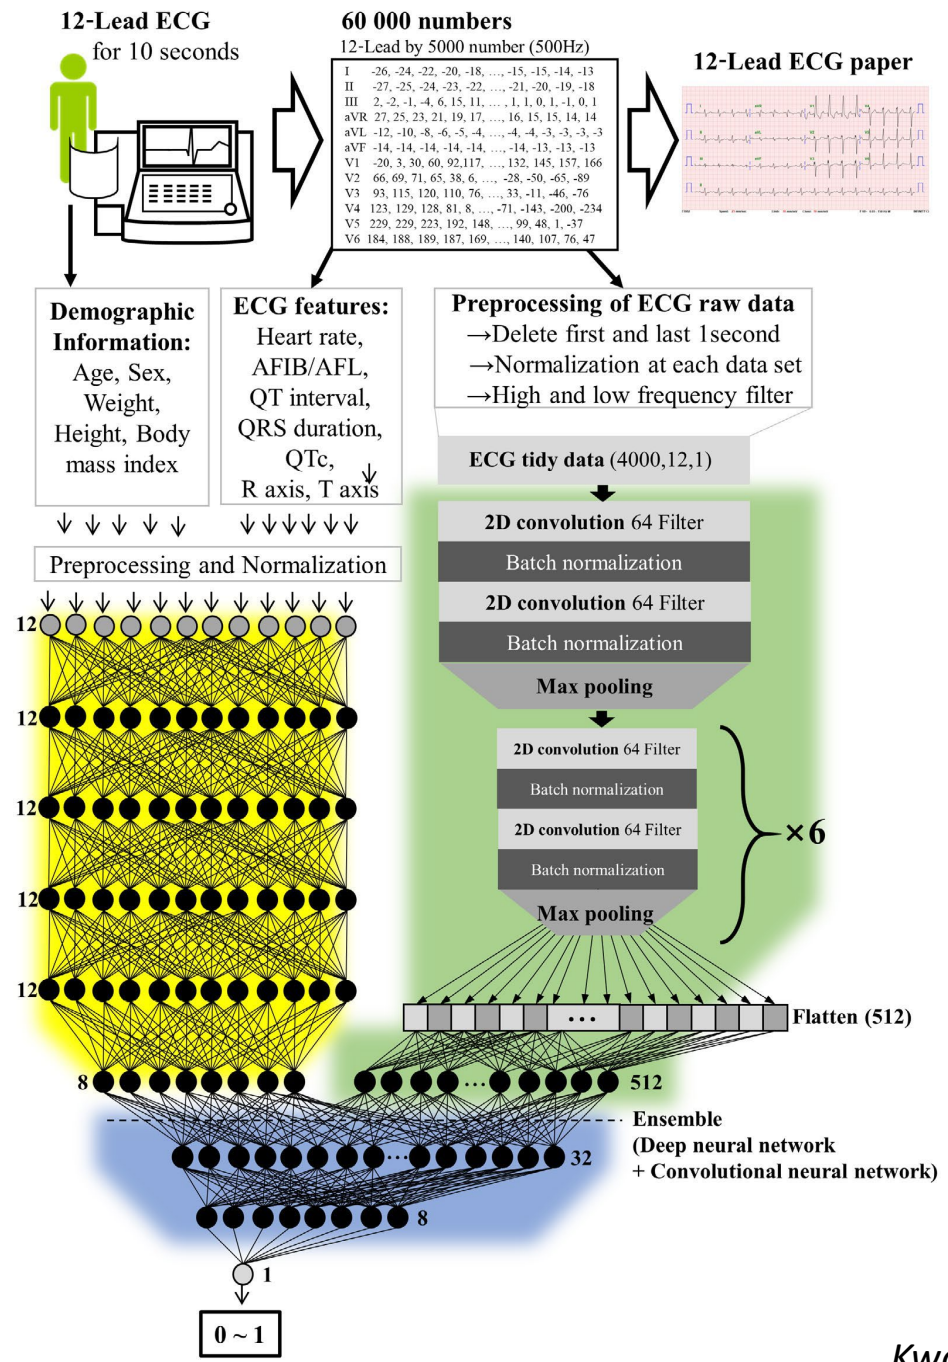 12-Lead ECG
for 10 seconds
60 000 numbers
12-Lead by 5000 number (500Hz)
I -26, -24, -22, -20, -18, …, -15, -15, -14, -13
II -27, -25, -24, -23, -22, …, -21, -20, -19, -18
III 2, -2, -1, -4, 6, 15, 11, … , 1, 1, 0, 1, -1, 0, 1
aVR 27, 25, 23, 21, 19, 17, …, 16, 15, 15, 14, 14
aVL -12, -10, -8, -6, -5, -4, …, -4, -4, -3, -3, -3, -3
aVF -14, -14, -14, -14, -14, …, -14, -13, -13, -13
V1 -20, 3, 30, 60, 92,117, …, 132, 145, 157, 166
V2 66, 69, 71, 65, 38, 6, …, -28, -50, -65, -89
V3 93, 115, 120, 110, 76, …, 33, -11, -46, -76
V4 123, 129, 128, 81, 8, …, -71, -143, -200, -234
V5 229, 229, 223, 192, 148, …, 99, 48, 1, -37
V6 184, 188, 189, 187, 169, …, 140, 107, 76, 47
12-Lead ECG paper
Demographic
Information:
Age, Sex,
Weight,
Height, Body
mass index
ECG features:
Heart rate,
AFIB/AFL,
QT interval,
QRS duration,
QTc,
R axis, T axis
Preprocessing of ECG raw data
→Delete first and last 1second
→Normalization at each data set
→High and low frequency filter
ECG tidy data (4000,12,1)
2D convolution 64 Filter
Batch normalization
2D convolution 64 Filter
Batch normalization
Max pooling
2D convolution 64 Filter
Batch normalization
2D convolution 64 Filter
Batch normalization
Max pooling
×6
Preprocessing and Normalization
12
12
12
12
12
Flatten (512)
…
8
…
512
Ensemble
(Deep neural network
+ Convolutional neural network)
…
32
8
1
0 ~ 1